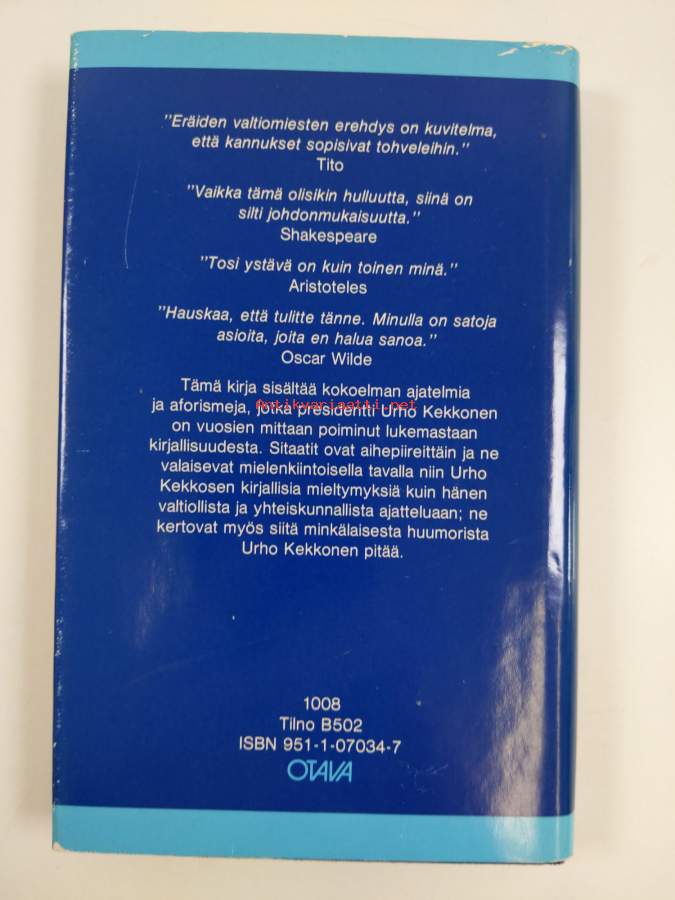 "Eräiden valtiomiesten erehdys on kuvitelma,
että kannukset sopisivat tohveleihin."
Tito
"Vaikka tämä olisikin hulluutta, siinä on
silti johdonmukaisuutta."
Shakespeare
"Tosi ystävä on kuin toinen minä."
Aristoteles
"Hauskaa, että tulitte tänne. Minulla on satoja
asioita, joita en halua sanoa."
Oscar Wilde
Tämä kirja sisältää kokoelman ajatelmia
ja aforismeja, jotka presidentti Urho Kekkonen
Antikvariaatti.net
on vuosien mittaan poiminut lukemastaan
kirjallisuudesta. Sitaatit ovat aihepiireittäin ja ne
valaisevat mielenkiintoisella tavalla niin Urho
Kekkosen kirjallisia mieltymyksiä kuin hänen
valtiollista ja yhteiskunnallista ajatteluaan; ne
kertovat myös siitä minkälaisesta huumorista
Urho Kekkonen pitää.
1008
Tilno B502
ISBN 951-1-07034-7
OTAVA